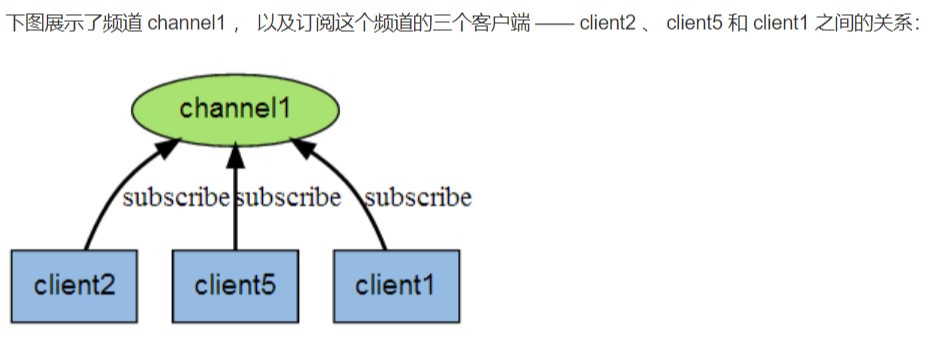 下图展示了频道 channel1 ， 以及订阅这个频道的三个客户端 —— client2 、 client5 和 client1 之间的关系：
channel1
subscribe subscribe subscribe
client2 client5 client1